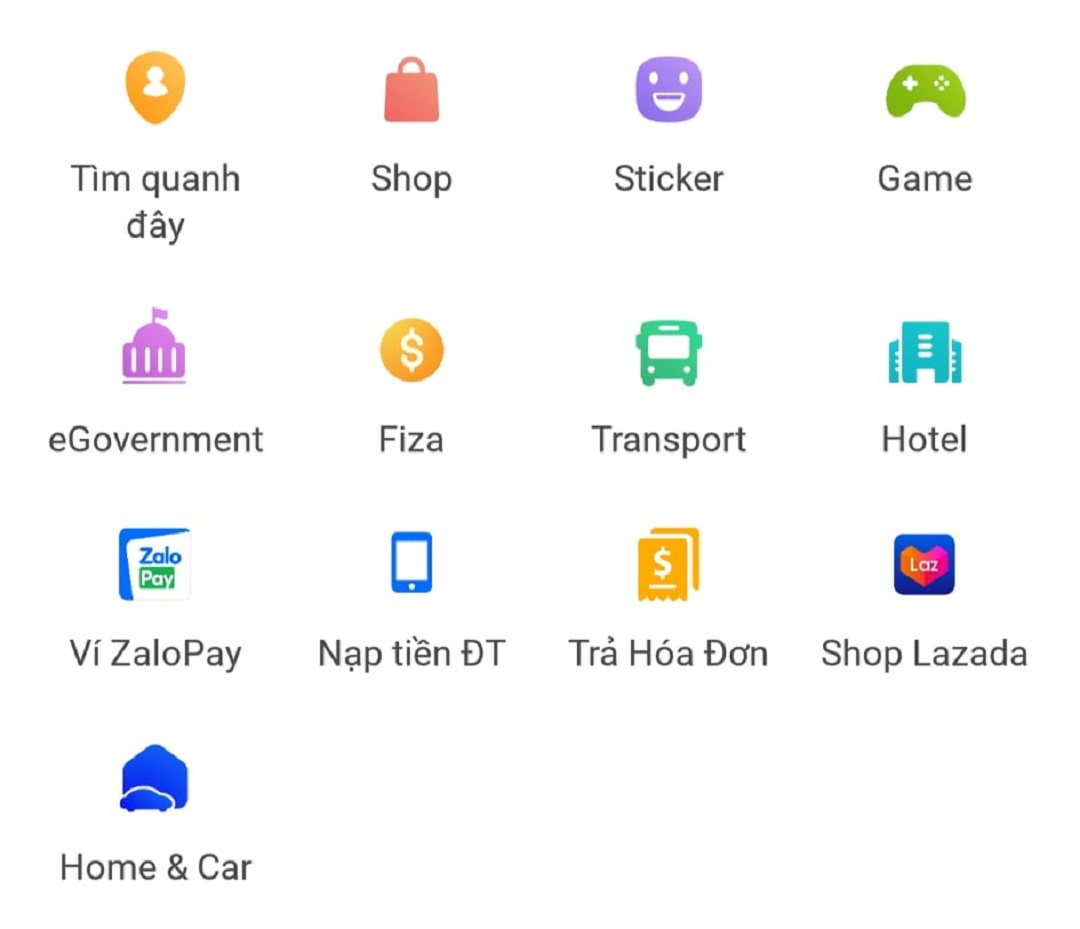 Tìm quanh
đây
Shop
Sticker
Game
eGovernment
Fiza
Transport
Hotel
Zalo
Pay
Laz
Ví ZaloPay
Nạp tiền ĐT
Trả Hóa Đơn
Shop Lazada
Home & Car